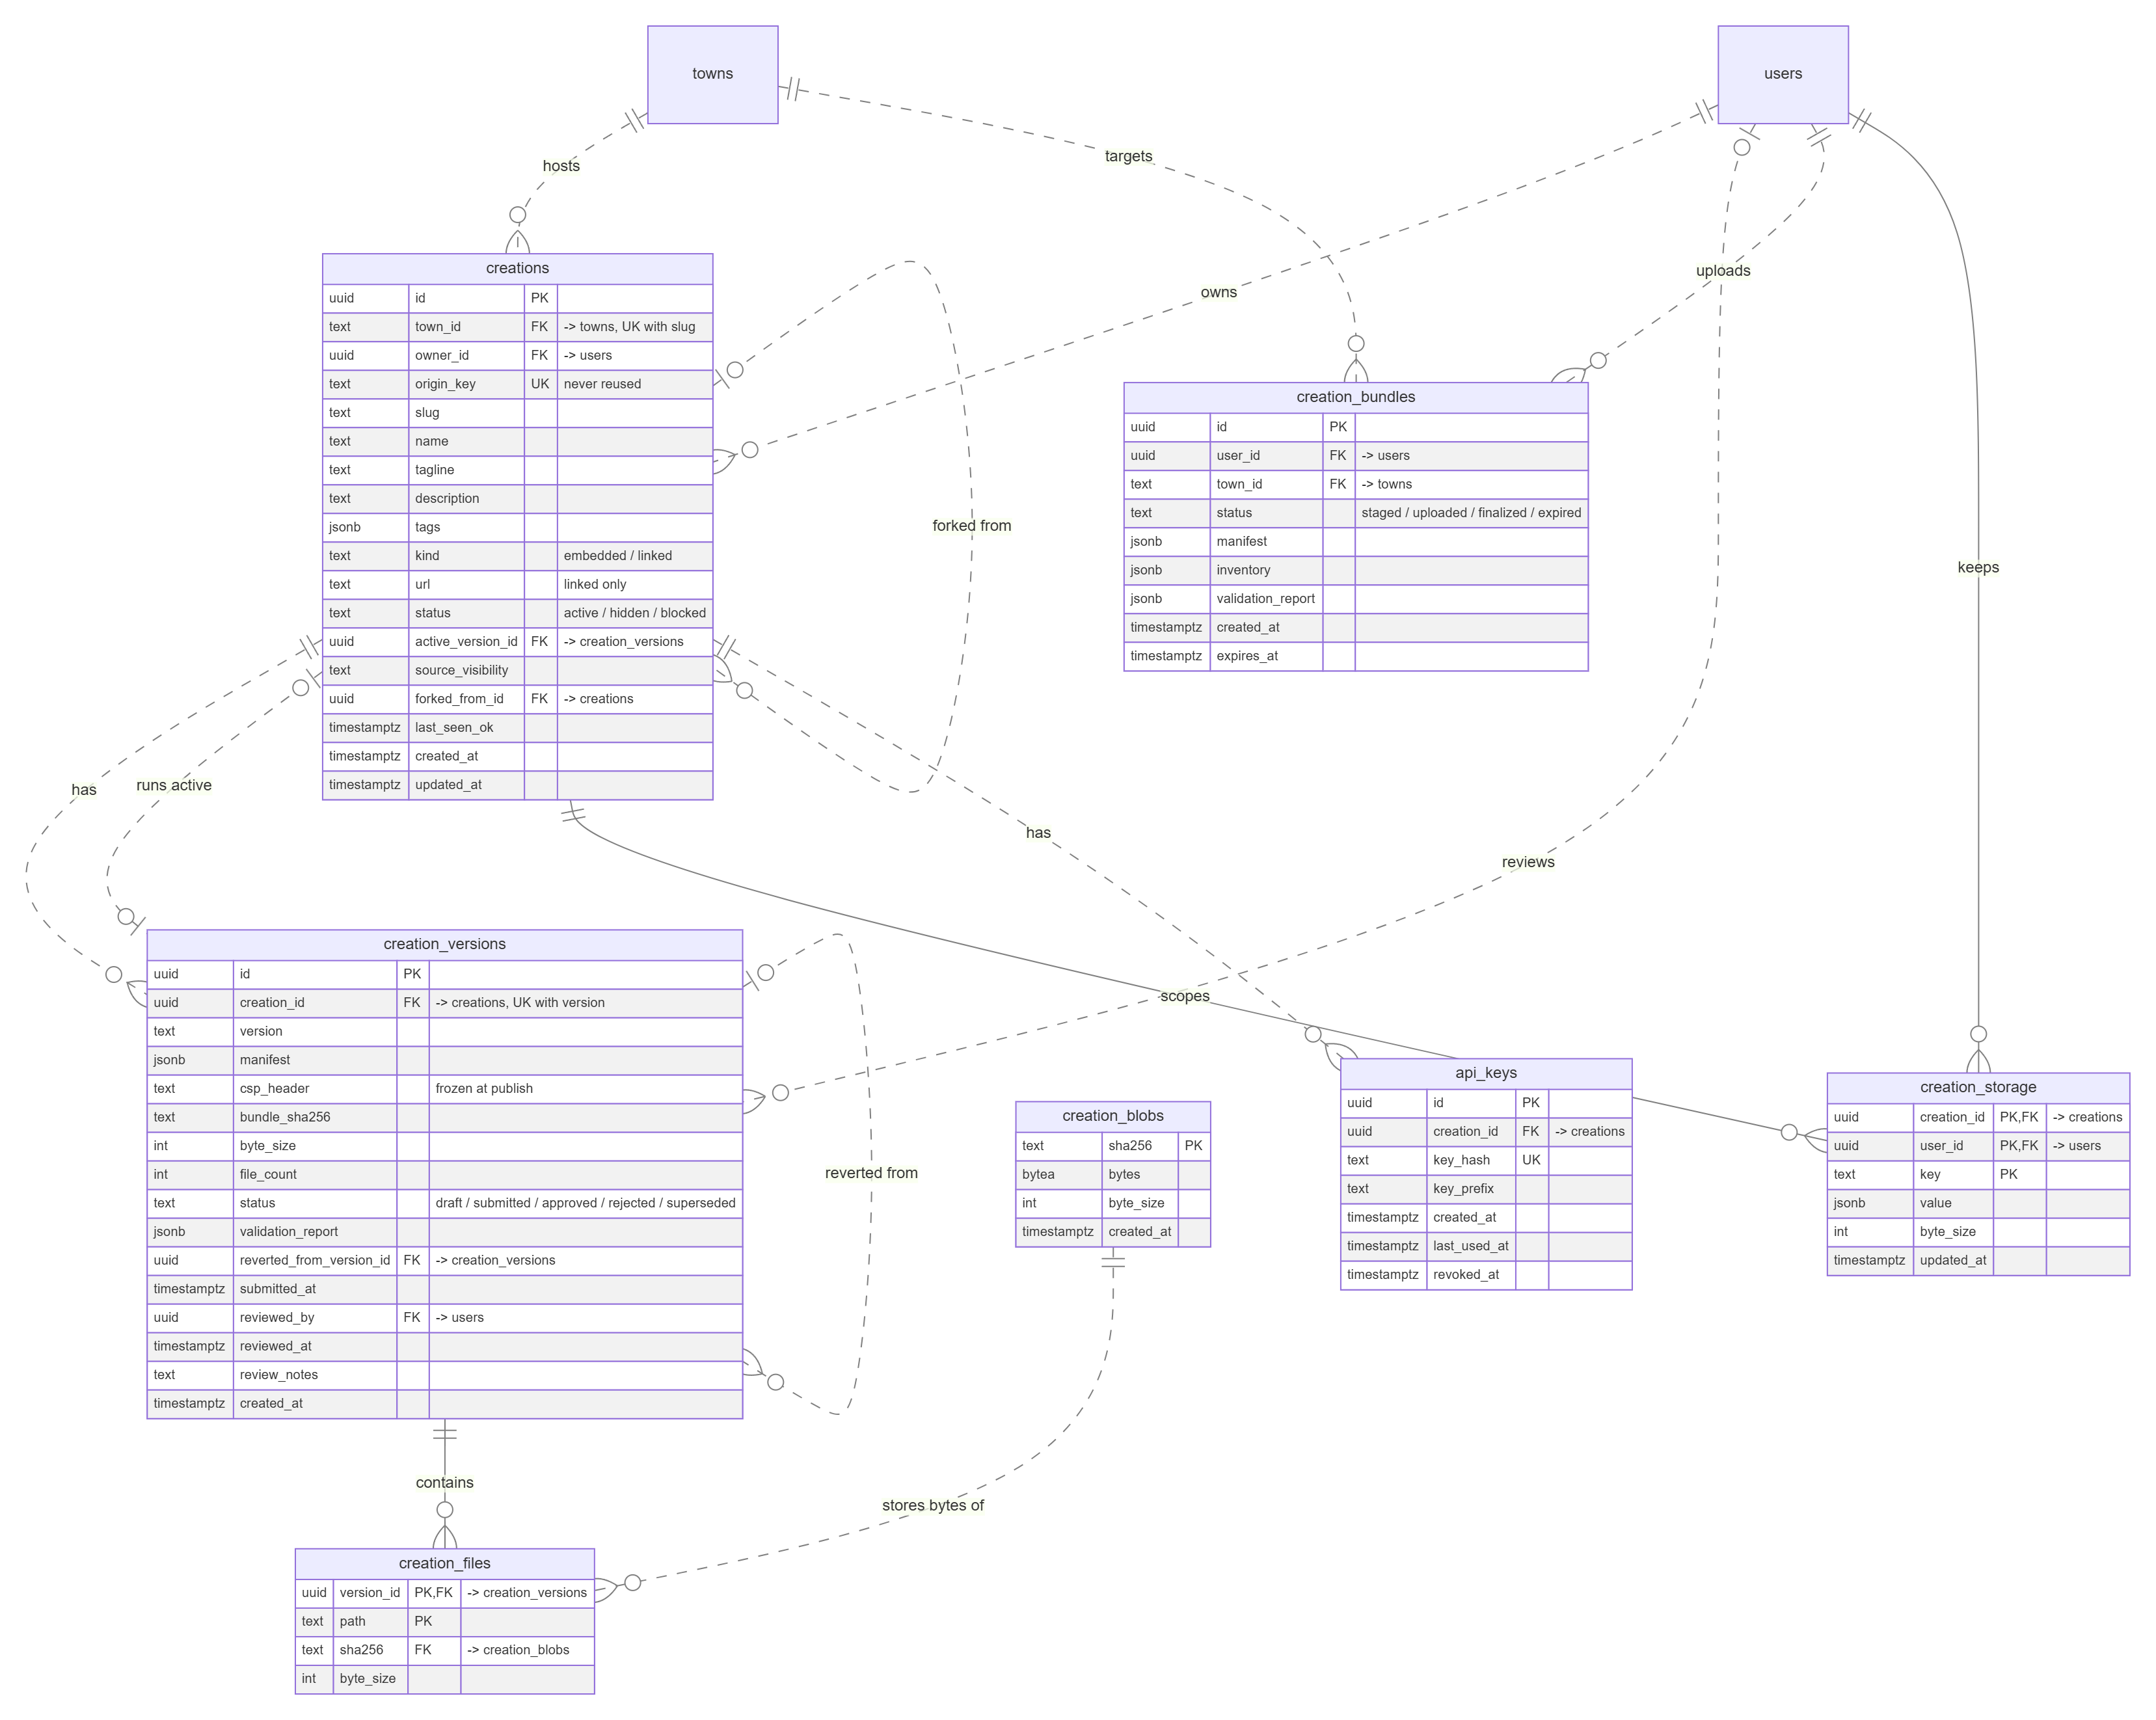 towns
users
hosts
targets
owns
uploads
forked from
keeps
has
runs active
has
reviews
scopes
reverted from
contains
stores bytes of
creations
uuid id PK
text town_id FK -> towns, UK with slug
uuid owner_id FK -> users
text origin_key UK never reused
text slug
text name
text tagline
text description
jsonb tags
text kind embedded / linked
text url linked only
text status active / hidden / blocked
uuid active_version_id FK -> creation_versions
text source_visibility
uuid forked_from_id FK -> creations
timestamptz last_seen_ok
timestamptz created_at
timestamptz updated_at
creation_bundles
uuid id PK
uuid user_id FK -> users
text town_id FK -> towns
text status staged / uploaded / finalized / expired
jsonb manifest
jsonb inventory
jsonb validation_report
timestamptz created_at
timestamptz expires_at
creation_versions
uuid id PK
uuid creation_id FK -> creations, UK with version
text version
jsonb manifest
text csp_header frozen at publish
text bundle_sha256
int byte_size
int file_count
text status draft / submitted / approved / rejected / superseded
jsonb validation_report
uuid reverted_from_version_id FK -> creation_versions
timestamptz submitted_at
uuid reviewed_by FK -> users
timestamptz reviewed_at
text review_notes
timestamptz created_at
creation_blobs
text sha256 PK
bytea bytes
int byte_size
timestamptz created_at
api_keys
uuid id PK
uuid creation_id FK -> creations
text key_hash UK
text key_prefix
timestamptz created_at
timestamptz last_used_at
timestamptz revoked_at
creation_storage
uuid creation_id PK,FK -> creations
uuid user_id PK,FK -> users
text key PK
jsonb value
int byte_size
timestamptz updated_at
creation_files
uuid version_id PK,FK -> creation_versions
text path PK
text sha256 FK -> creation_blobs
int byte_size